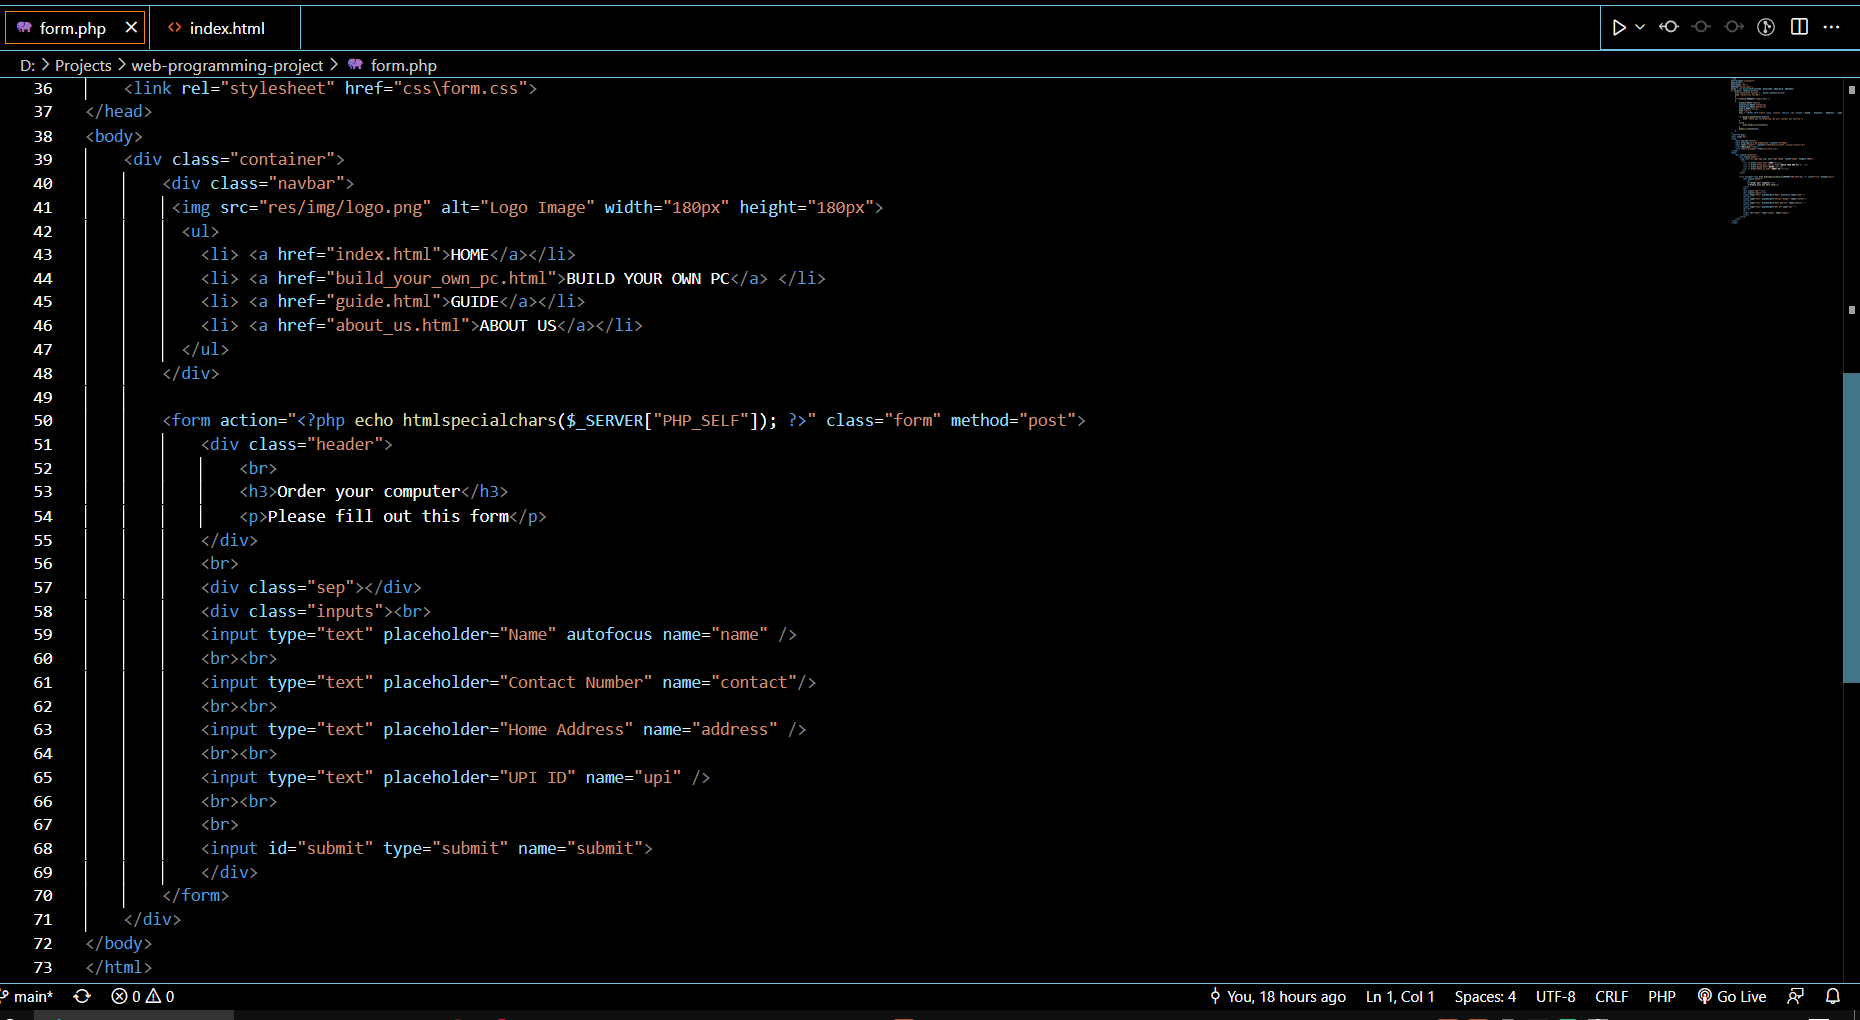 form.php × <> index.html
D: > Projects > web-programming-project > form.php
36 <link rel="stylesheet" href="css\form.css">
37 </head>
38 <body>
39 <div class="container">
40 <div class="navbar">
41 <img src="res/img/logo.png" alt="Logo Image" width="180px" height="180px">
42 <ul>
43 <li> <a href="index.html">HOME</a></li>
44 <li> <a href="build_your_own_pc.html">BUILD YOUR OWN PC</a> </li>
45 <li> <a href="guide.html">GUIDE</a></li>
46 <li> <a href="about_us.html">ABOUT US</a></li>
47 </ul>
48 </div>
49
50 <form action="<?php echo htmlspecialchars($_SERVER["PHP_SELF"]); ?>" class="form" method="post">
51 <div class="header">
52 <br>
53 <h3>Order your computer</h3>
54 <p>Please fill out this form</p>
55 </div>
56 <br>
57 <div class="sep"></div>
58 <div class="inputs"><br>
59 <input type="text" placeholder="Name" autofocus name="name" />
60 <br><br>
61 <input type="text" placeholder="Contact Number" name="contact"/>
62 <br><br>
63 <input type="text" placeholder="Home Address" name="address" />
64 <br><br>
65 <input type="text" placeholder="UPI ID" name="upi" />
66 <br><br>
67 <br>
68 <input id="submit" type="submit" name="submit">
69 </div>
70 </form>
71 </div>
72 </body>
73 </html>
main* 0 0 You, 18 hours ago Ln 1, Col 1 Spaces: 4 UTF-8 CRLF PHP Go Live